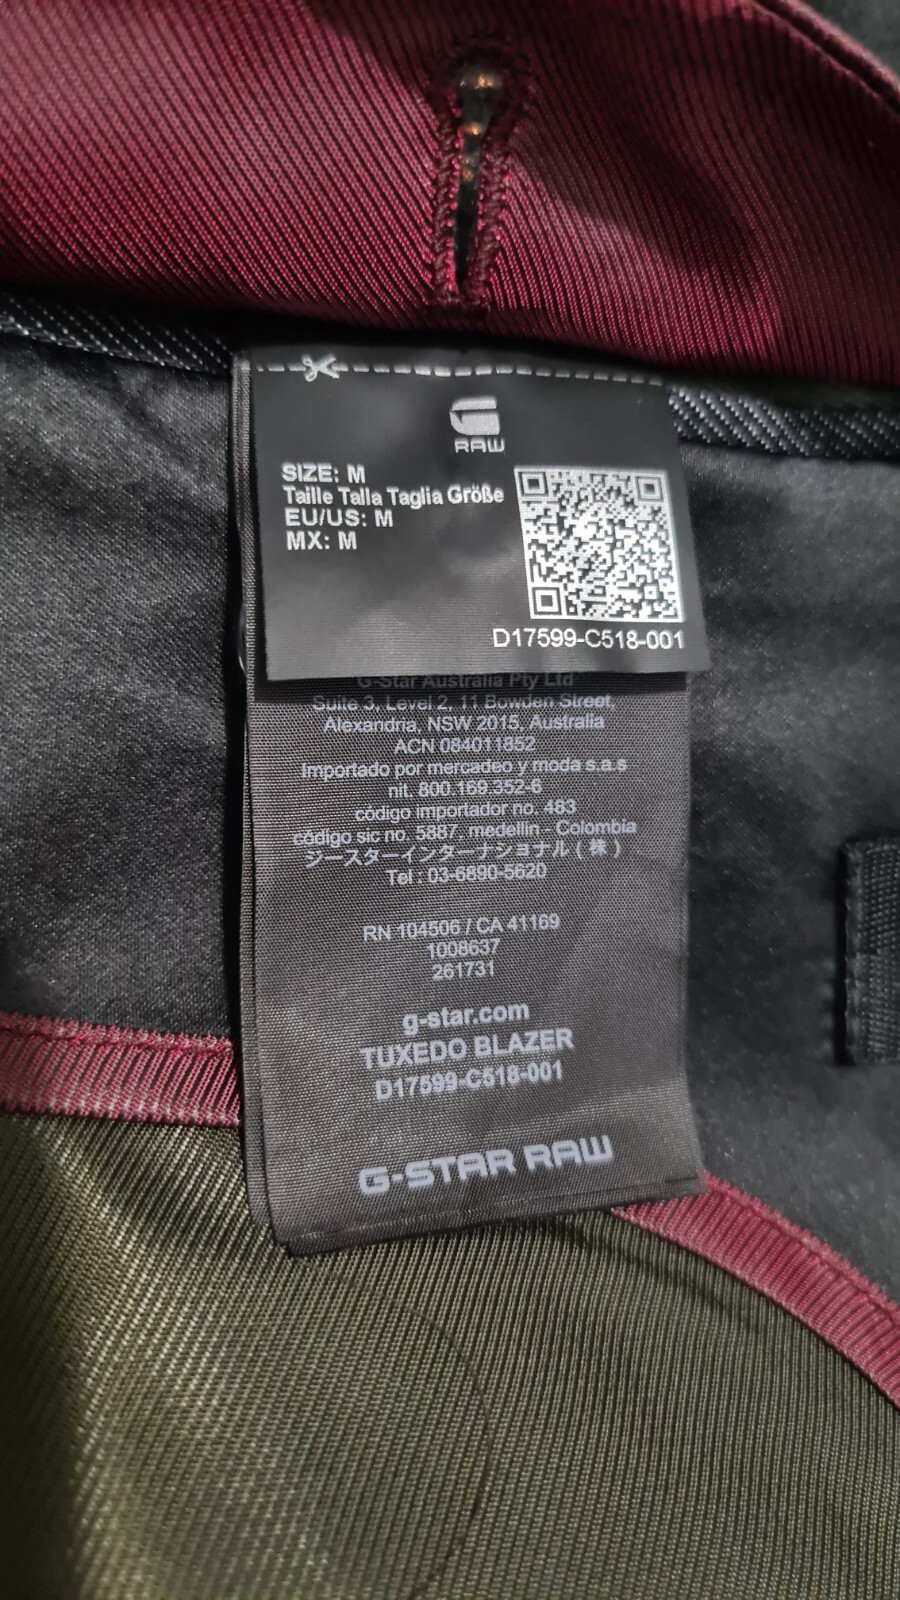 RAW
SIZE: M
Taille Talla Taglia Größe
EU/US: M
MX: M
D17599-C518-001
G-Star Australia Pty Ltd
Suite 3, Level 2, 11 Bowden Street,
Alexandria, NSW 2015, Australia
ACN 084011852
Importado por mercadeo y moda s.a.s
nit. 800.169.352-6
código importador no. 483
código sic no. 5887, medellin - Colombia
ジースターインターナショナル(株)
Tel : 03-6890-5620
RN 104506 / CA 41169
1008637
261731
g-star.com
TUXEDO BLAZER
D17599-C518-001
G-STAR RAW